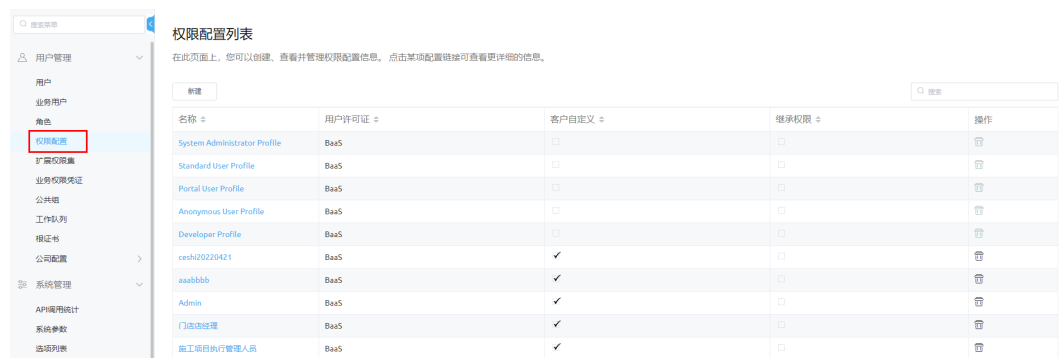 搜索菜单
用户管理
用户
业务用户
角色
权限配置
扩展权限集
业务权限凭证
公共组
工作队列
根证书
公司配置
系统管理
API调用统计
系统参数
选项列表
权限配置列表
在此页面上，您可以创建、查看并管理权限配置信息。 点击某项配置链接可查看更详细的信息。
新建
搜索
名称 用户许可证 客户自定义 继承权限 操作
System Administrator Profile BaaS
Standard User Profile BaaS
Portal User Profile BaaS
Anonymous User Profile BaaS
Developer Profile BaaS
ceshi20220421 BaaS ✓
aaabbbb BaaS ✓
Admin BaaS ✓
门店店经理 BaaS ✓
施工项目执行管理人员 BaaS ✓